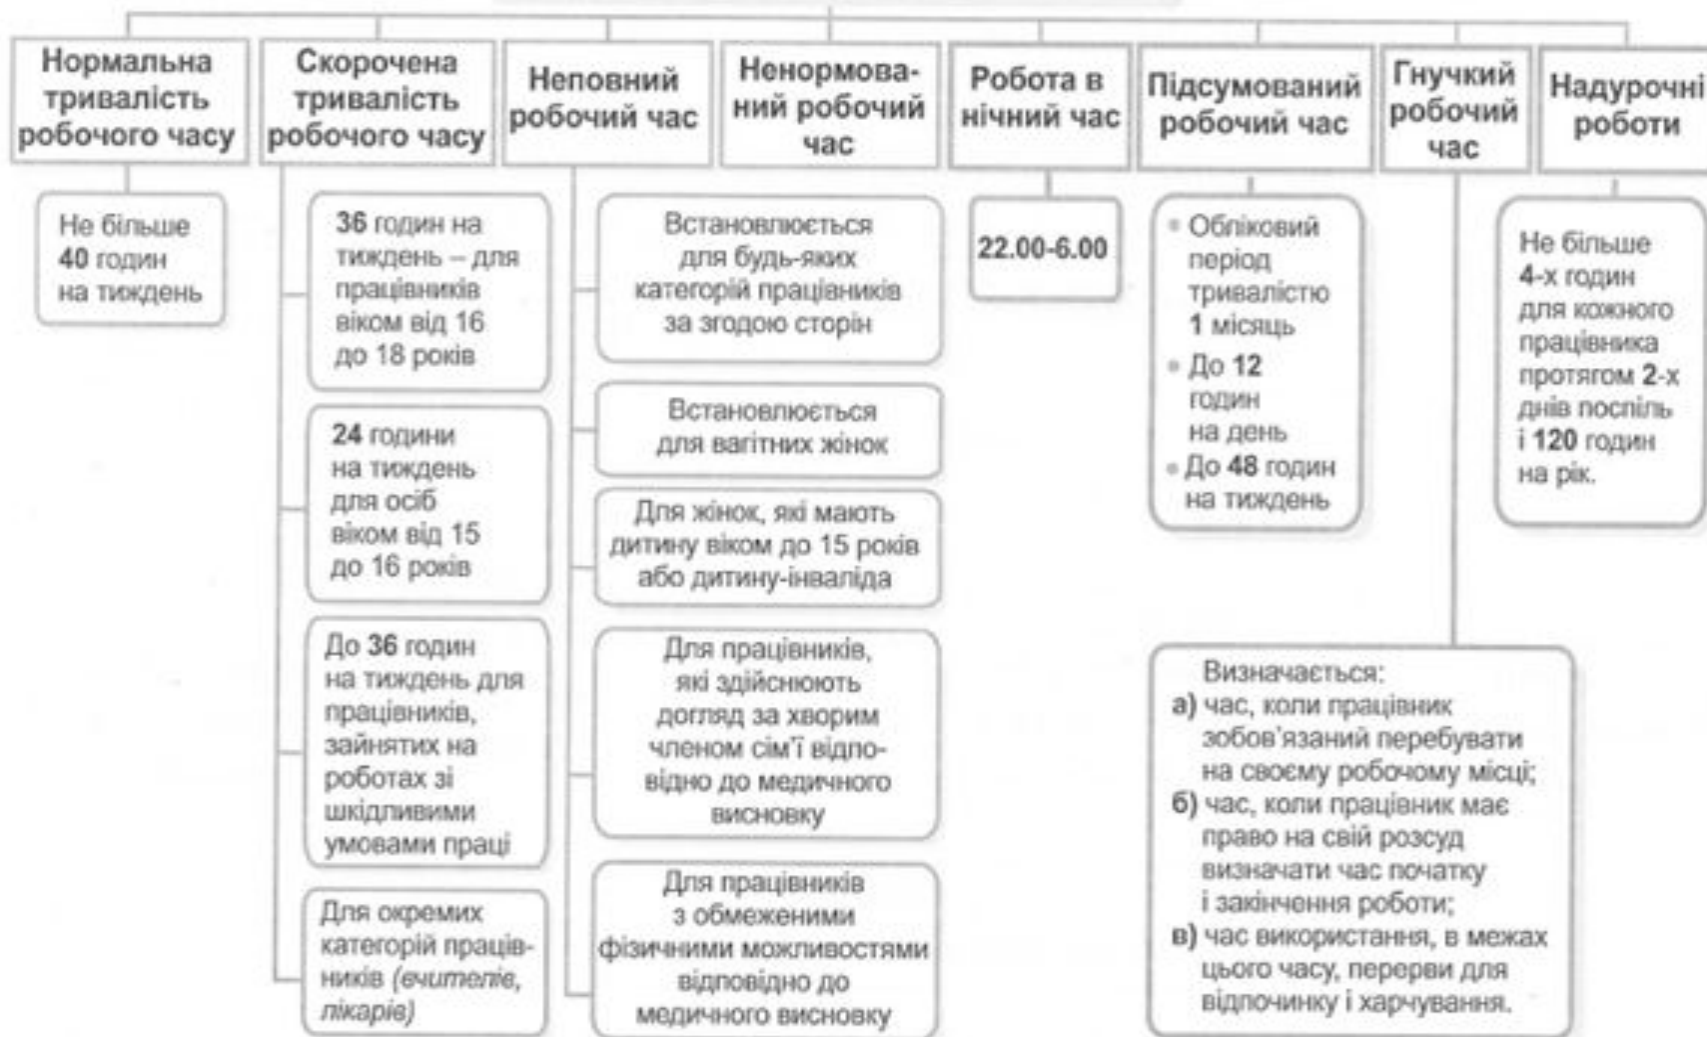 Нормальна
тривалість
робочого часу
Скорочена
тривалість
робочого часу
Неповний
робочий час
Ненормова-
ний робочий
час
Робота в
нічний час
Підсумований
робочий час
Гнучкий
робочий
час
Надурочні
роботи
Не більше
40 годин
на тиждень
36 годин на
тиждень – для
працівників
віком від 16
до 18 років
24 години
на тиждень
для осіб
віком від 15
до 16 років
До 36 годин
на тиждень для
працівників,
зайнятих на
роботах зі
шкідливими
умовами праці
Для окремих
категорій праців-
ників (вчителів,
лікарів)
Встановлюється
для будь-яких
категорій працівників
за згодою сторін
Встановлюється
для вагітних жінок
Для жінок, які мають
дитину віком до 15 років
або дитину-інваліда
Для працівників,
які здійснюють
догляд за хворим
членом сім’ї відпо-
відно до медичного
висновку
Для працівників
з обмеженими
фізичними можливостями
відповідно до
медичного висновку
22.00-6.00
• Обліковий
період
тривалістю
1 місяць
• До 12
годин
на день
• До 48 годин
на тиждень
Визначається:
а) час, коли працівник
зобов’язаний перебувати
на своєму робочому місці;
б) час, коли працівник має
право на свій розсуд
визначати час початку
і закінчення роботи;
в) час використання, в межах
цього часу, перерви для
відпочинку і харчування.
Не більше
4-х годин
для кожного
працівника
протягом 2-х
днів поспіль
і 120 годин
на рік.